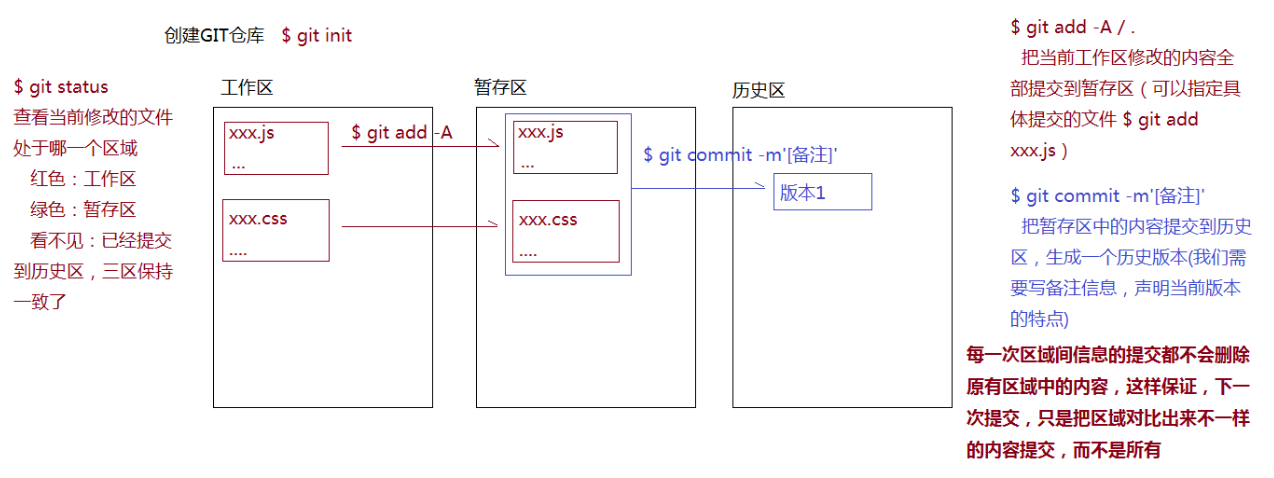 创建GIT仓库 $ git init
$ git status
查看当前修改的文件
处于哪一个区域
红色：工作区
绿色：暂存区
看不见：已经提交
到历史区，三区保持
一致了
工作区
xxx.js
...
xxx.css
....
$ git add -A
暂存区
xxx.js
...
xxx.css
....
$ git commit -m'[备注]'
历史区
版本1
$ git add -A / .
把当前工作区修改的内容全
部提交到暂存区（可以指定具
体提交的文件 $ git add
xxx.js）
$ git commit -m'[备注]'
把暂存区中的内容提交到历史
区，生成一个历史版本(我们需
要写备注信息，声明当前版本
的特点)
每一次区域间信息的提交都不会删除
原有区域中的内容，这样保证，下一
次提交，只是把区域对比出来不一样
的内容提交，而不是所有